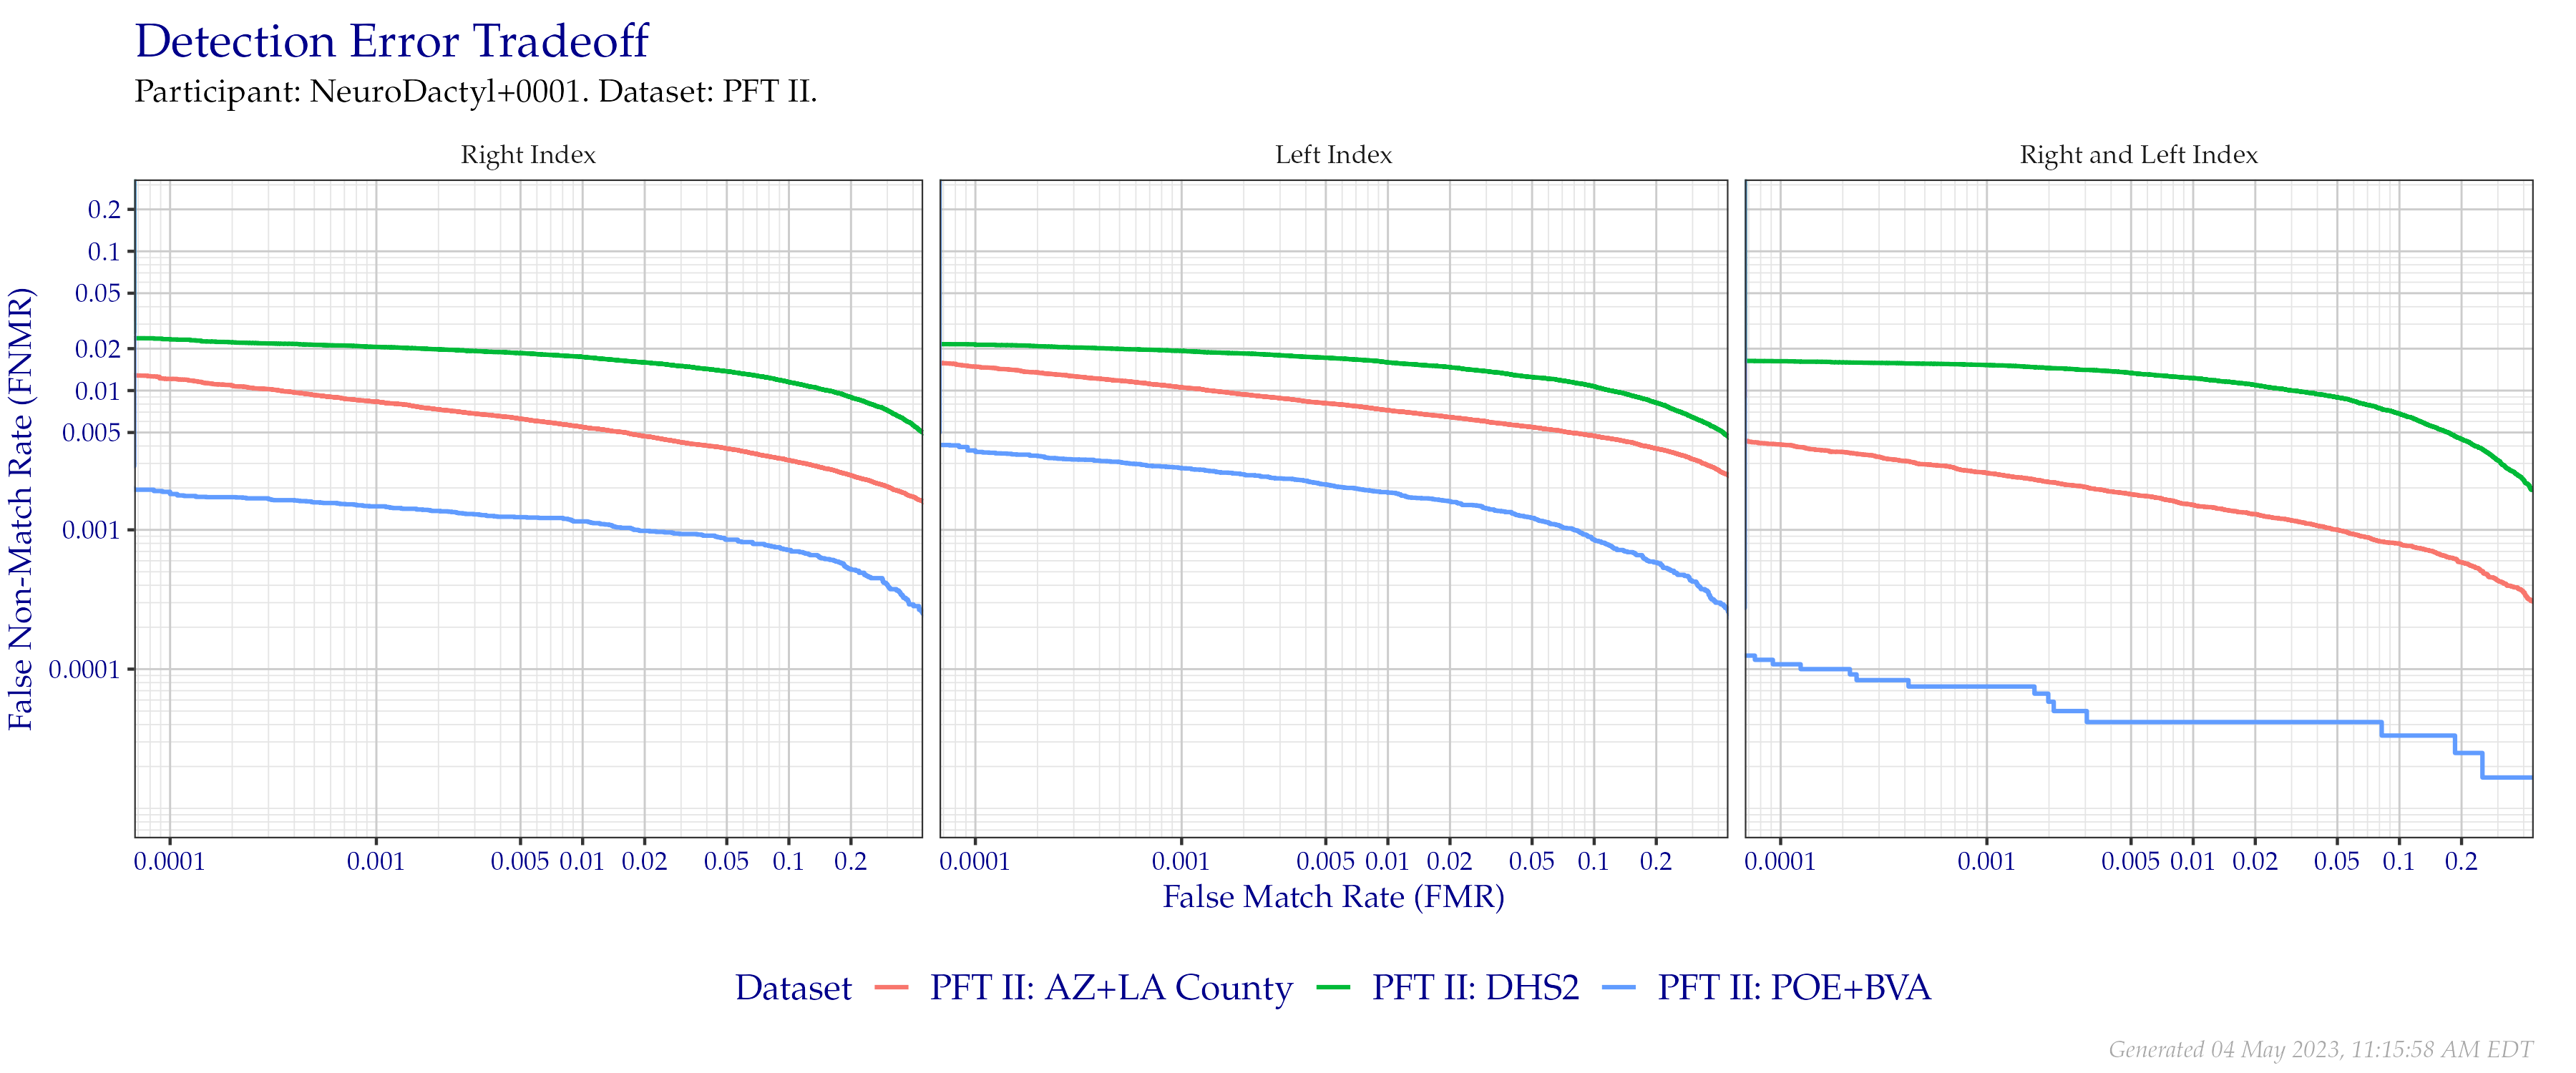 Detection Error Tradeoff
Participant: NeuroDactyl+0001. Dataset: PFT II.
Right Index
Left Index
Right and Left Index
False Non-Match Rate (FNMR)
0.2
0.1
0.05
0.02
0.01
0.005
0.001
0.0001
0.0001 0.001 0.005 0.01 0.02 0.05 0.1 0.2
0.0001 0.001 0.005 0.01 0.02 0.05 0.1 0.2
0.0001 0.001 0.005 0.01 0.02 0.05 0.1 0.2
False Match Rate (FMR)
Dataset PFT II: AZ+LA County PFT II: DHS2 PFT II: POE+BVA
Generated 04 May 2023, 11:15:58 AM EDT